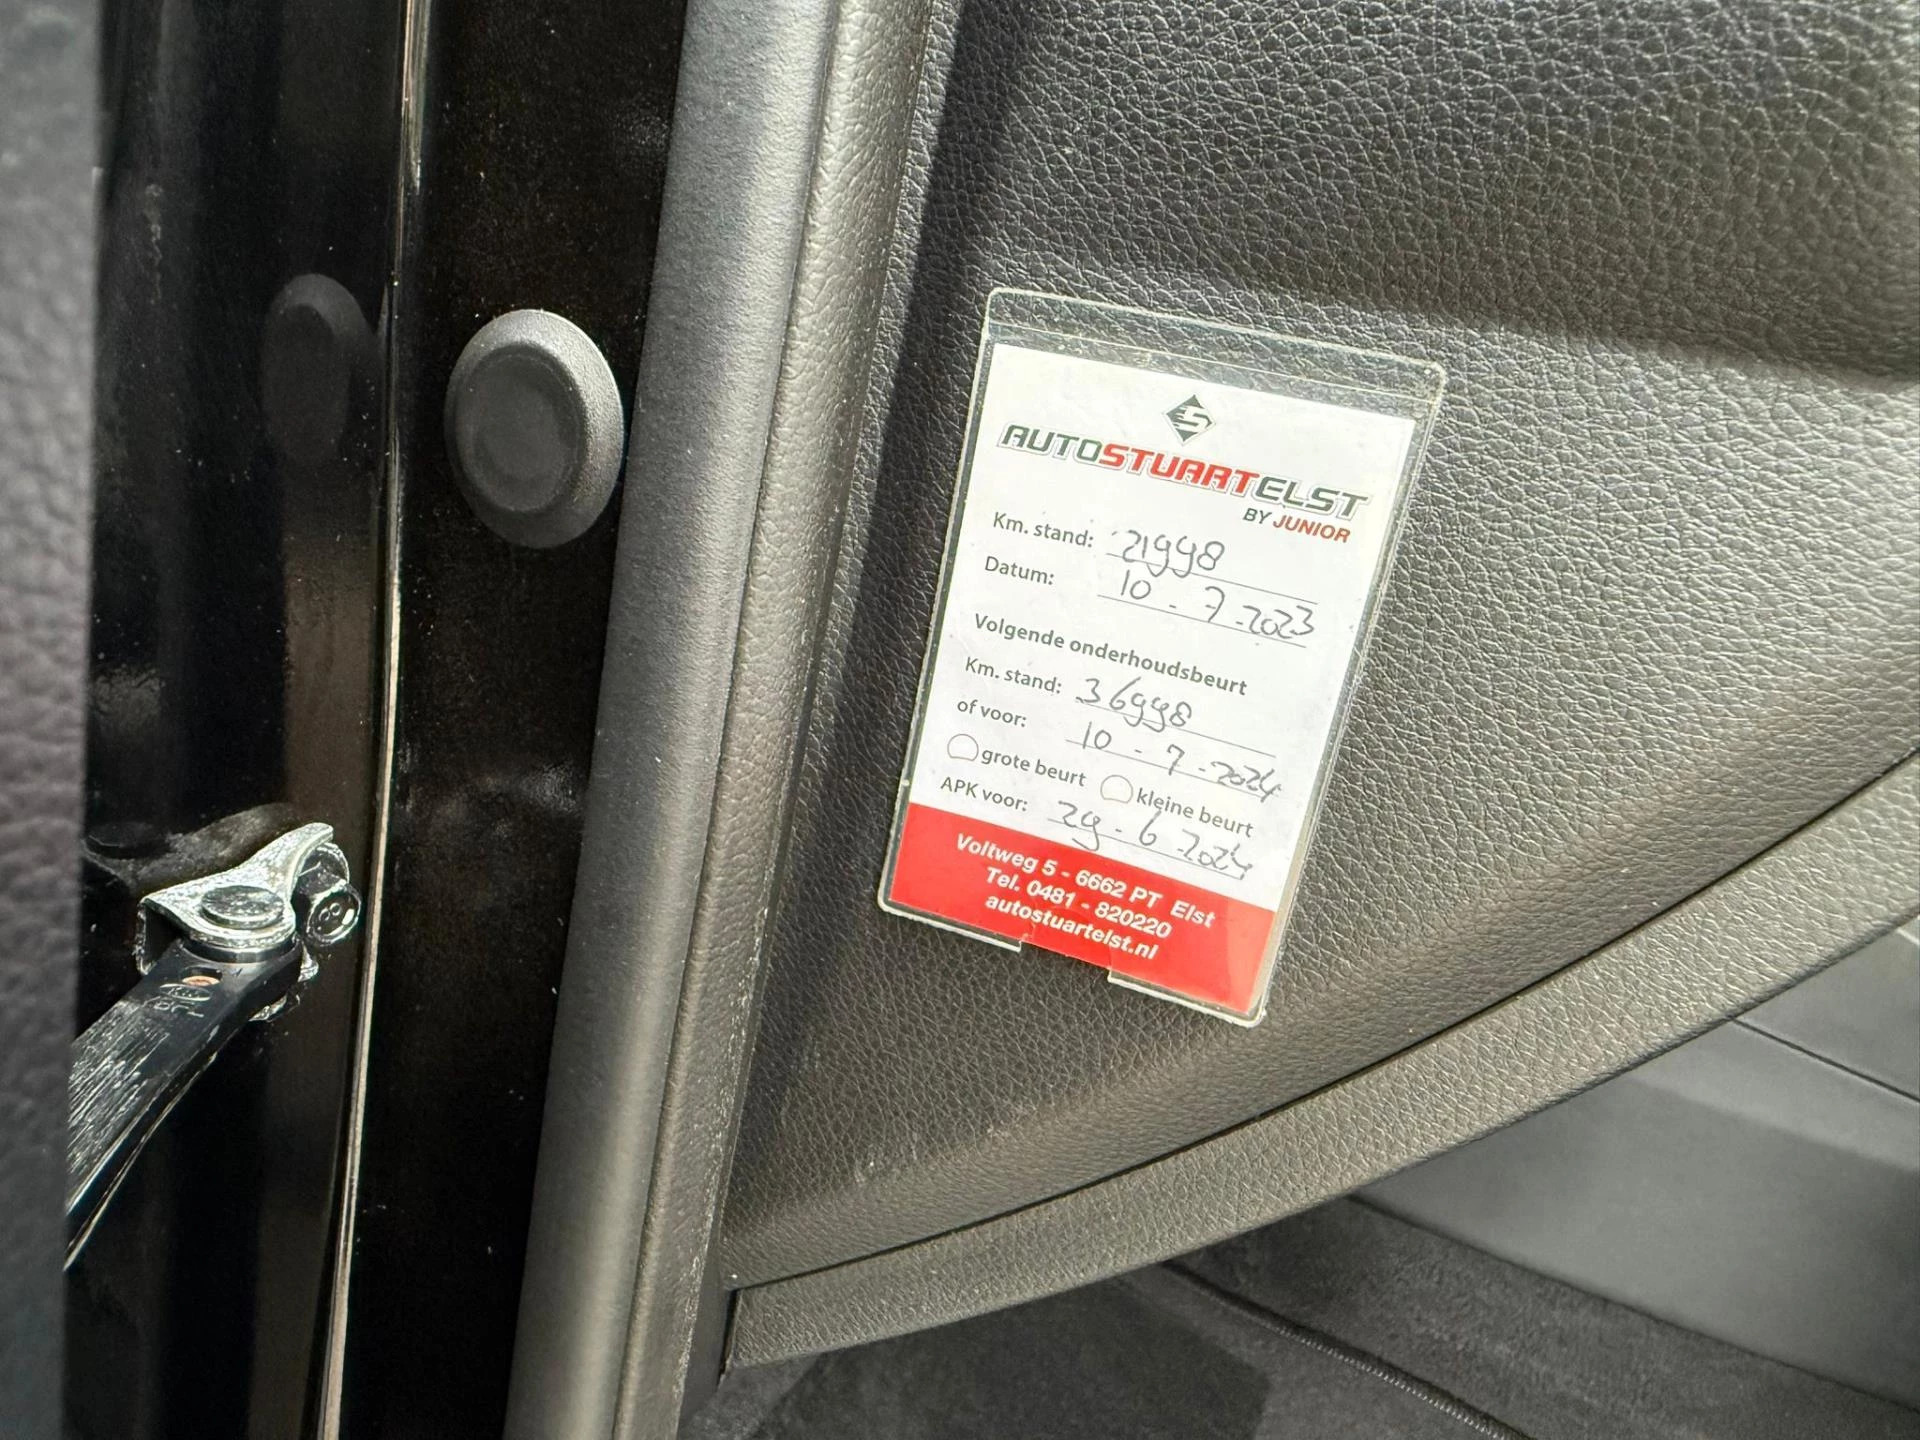 S
AUTOSTUARTELST
BY JUNIOR
Km. stand: 21998
Datum: 10 - 7 - 2023
Volgende onderhoudsbeurt
Km. stand: 36998
of voor: 10 - 7 - 2024
grote beurt kleine beurt
APK voor: 29 - 6 - 2024
Voltweg 5 - 6662 PT Elst
Tel. 0481 - 820220
autostuartelst.nl
8